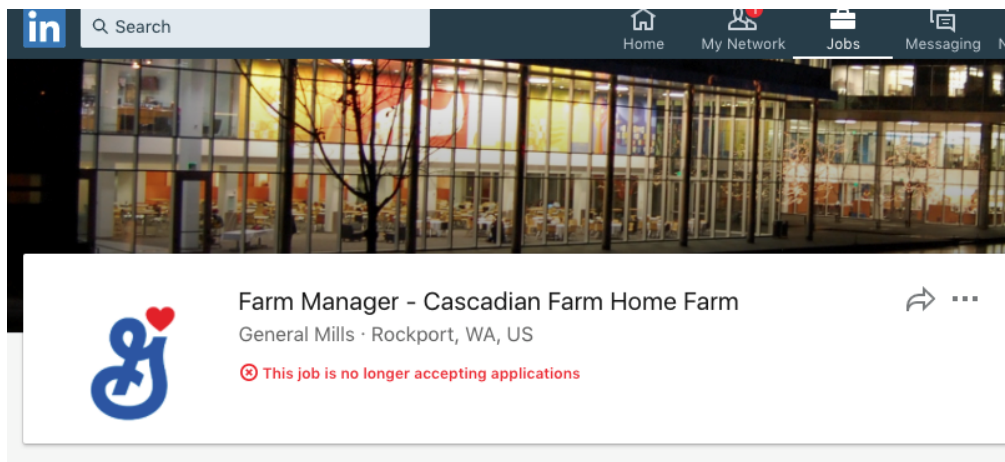 in
Search
1
Home
My Network
Jobs
Messaging
N
Farm Manager - Cascadian Farm Home Farm
General Mills · Rockport, WA, US
This job is no longer accepting applications